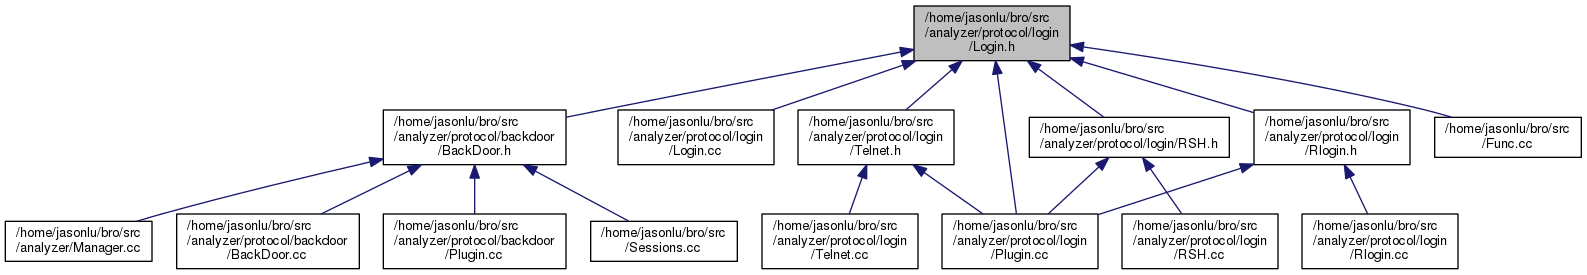 /home/jasonlu/bro/src
/analyzer/protocol/login
/Login.h
/home/jasonlu/bro/src
/analyzer/protocol/backdoor
/BackDoor.h
/home/jasonlu/bro/src
/analyzer/protocol/login
/Login.cc
/home/jasonlu/bro/src
/analyzer/protocol/login
/Telnet.h
/home/jasonlu/bro/src
/analyzer/protocol/login/RSH.h
/home/jasonlu/bro/src
/analyzer/protocol/login
/Rlogin.h
/home/jasonlu/bro/src
/Func.cc
/home/jasonlu/bro/src
/analyzer/Manager.cc
/home/jasonlu/bro/src
/analyzer/protocol/backdoor
/BackDoor.cc
/home/jasonlu/bro/src
/analyzer/protocol/backdoor
/Plugin.cc
/home/jasonlu/bro/src
/Sessions.cc
/home/jasonlu/bro/src
/analyzer/protocol/login
/Telnet.cc
/home/jasonlu/bro/src
/analyzer/protocol/login
/Plugin.cc
/home/jasonlu/bro/src
/analyzer/protocol/login
/RSH.cc
/home/jasonlu/bro/src
/analyzer/protocol/login
/Rlogin.cc